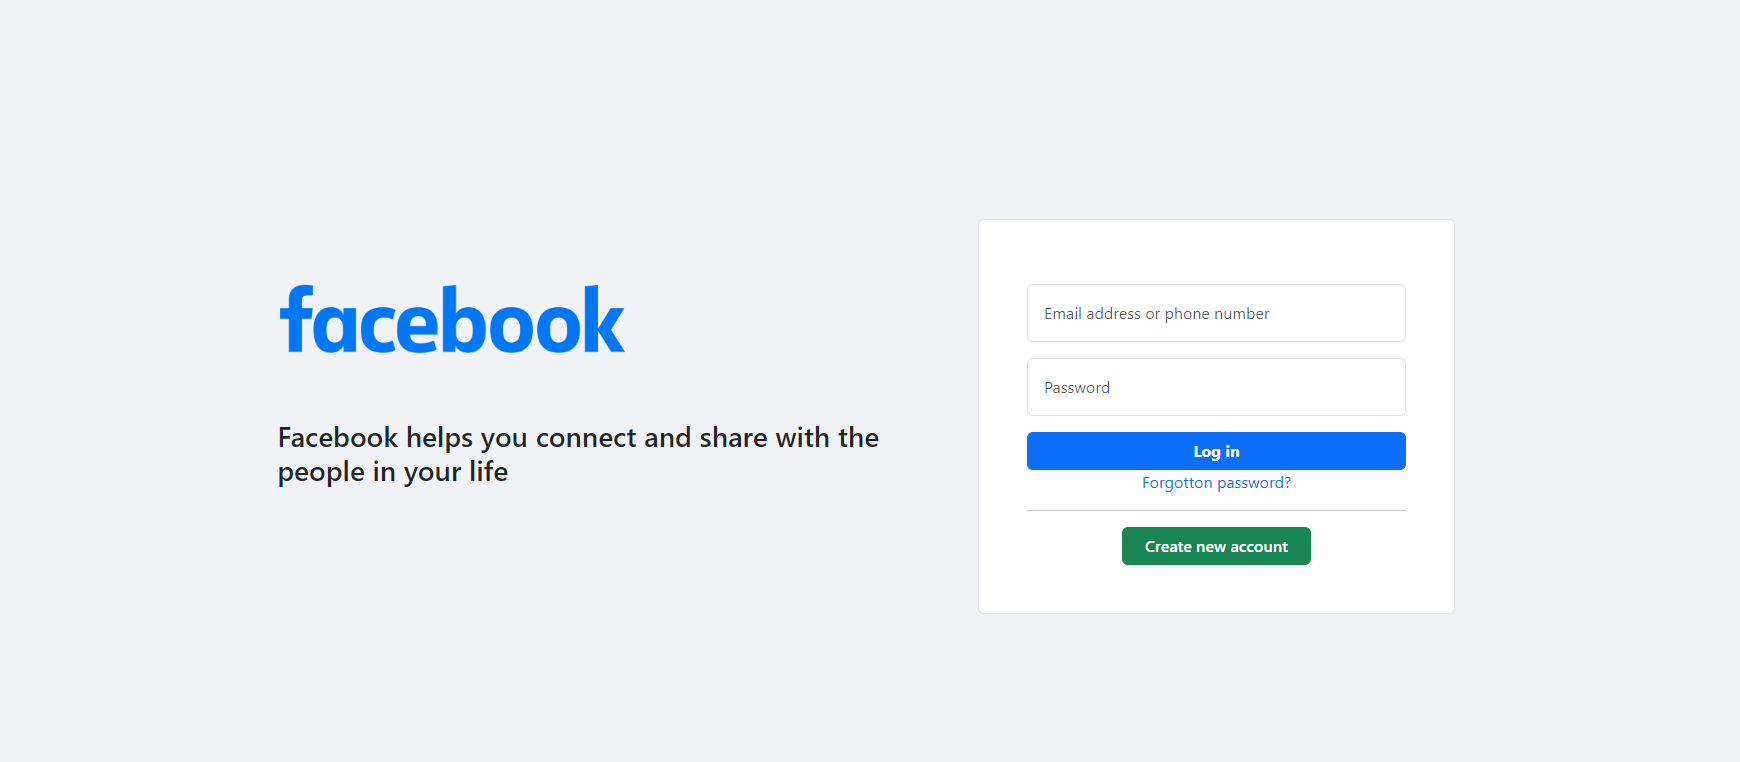 facebook
Facebook helps you connect and share with the
people in your life
Email address or phone number
Password
Log in
Forgotton password?
Create new account